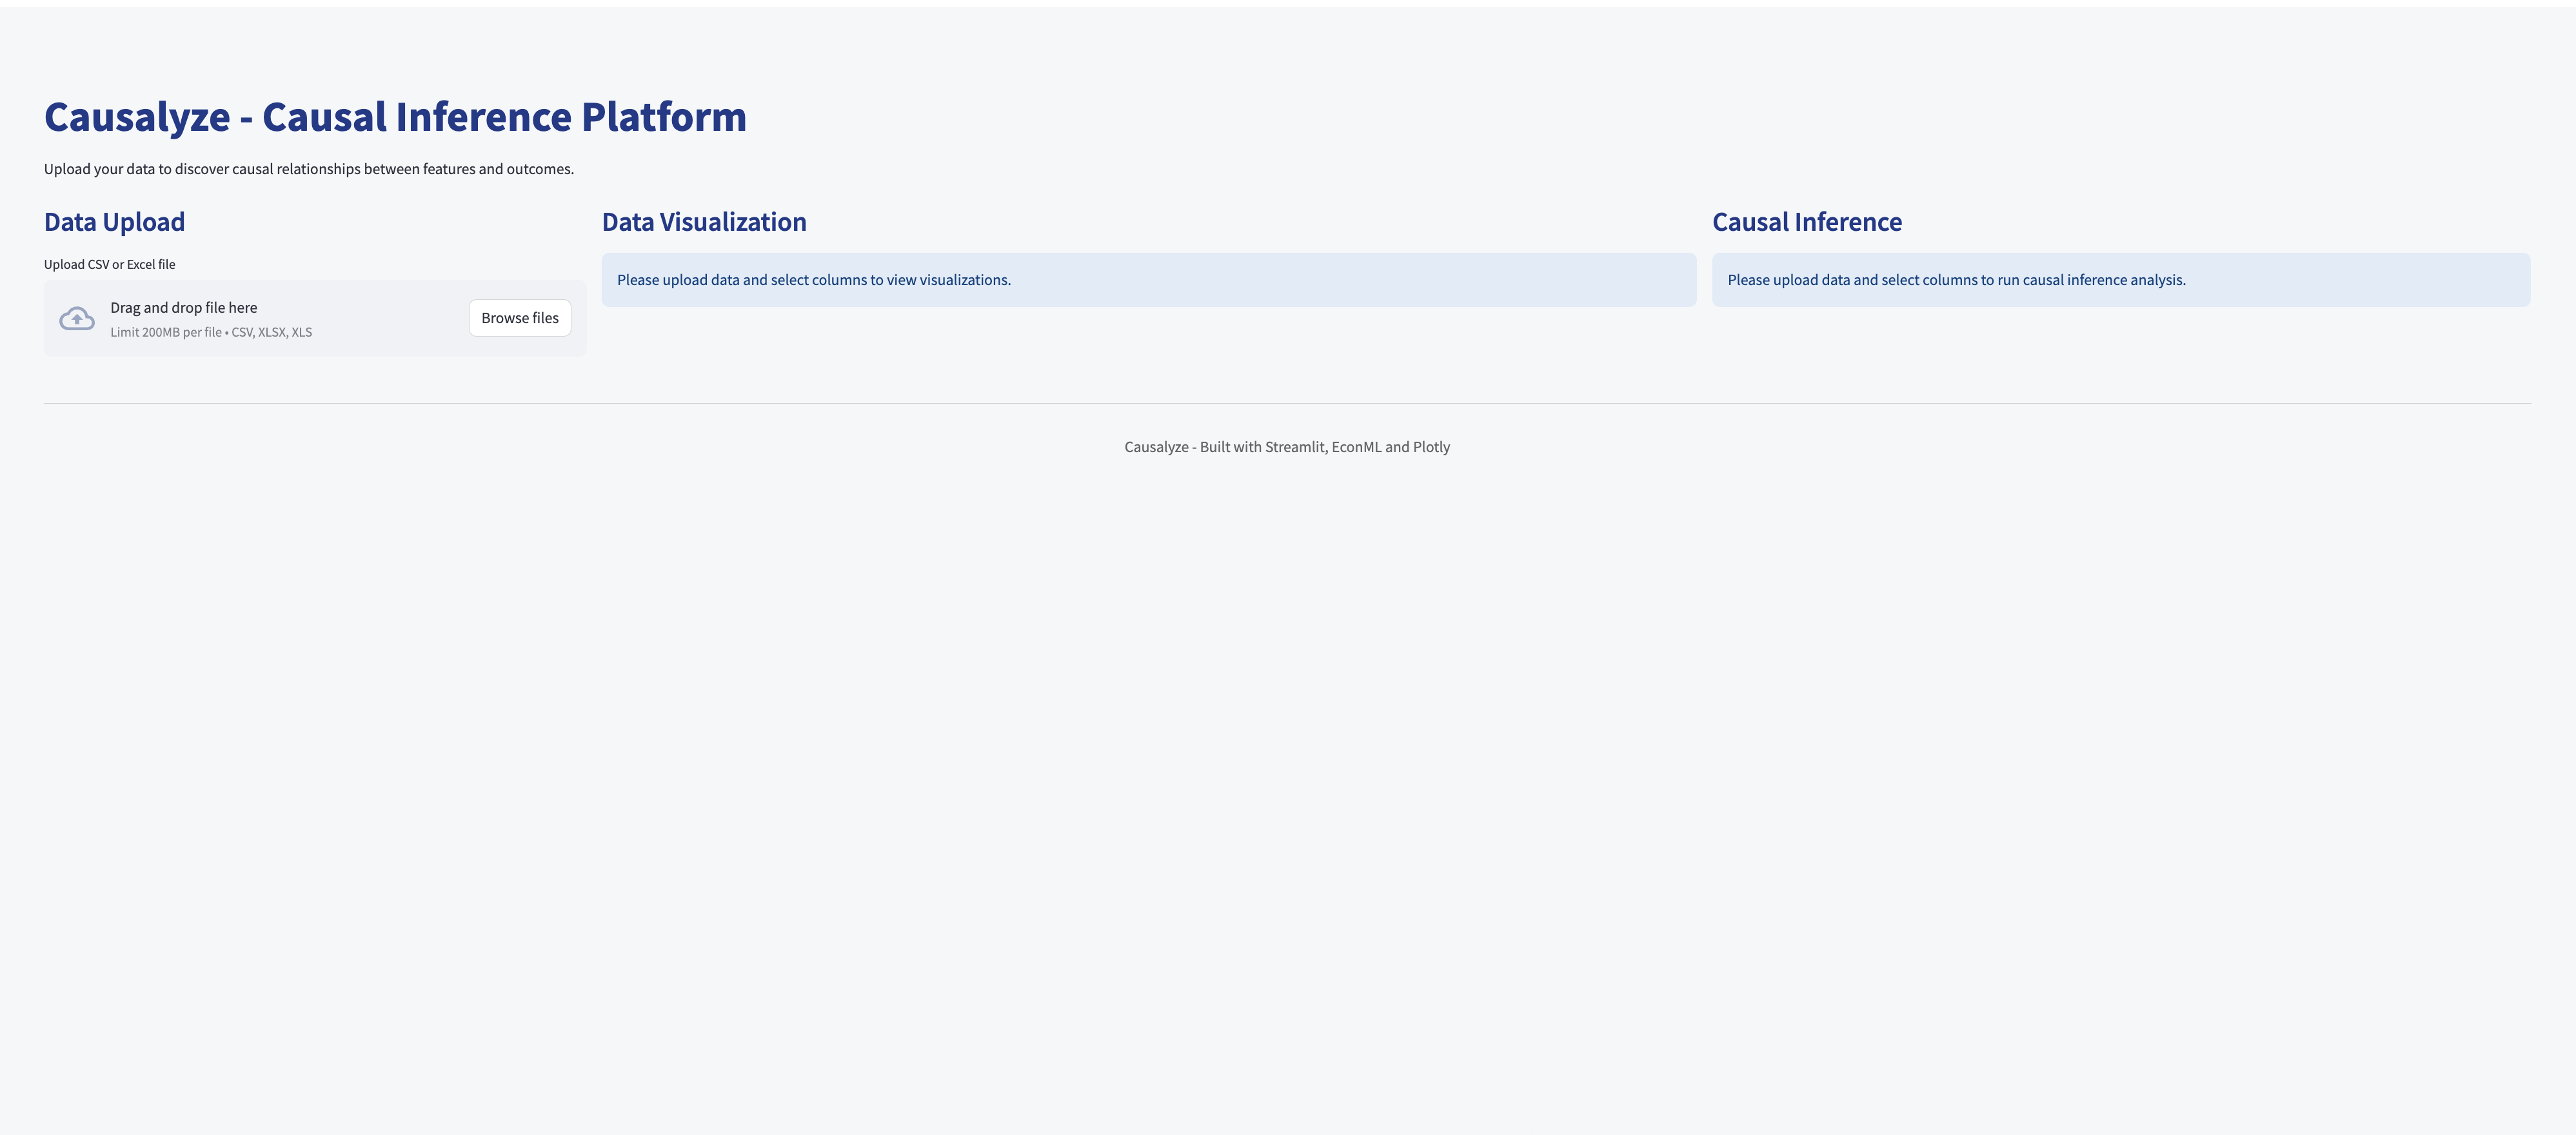 Causalyze - Causal Inference Platform
Upload your data to discover causal relationships between features and outcomes.
Data Upload
Upload CSV or Excel file
Drag and drop file here
Limit 200MB per file • CSV, XLSX, XLS
Browse files
Data Visualization
Please upload data and select columns to view visualizations.
Causal Inference
Please upload data and select columns to run causal inference analysis.
Causalyze - Built with Streamlit, EconML and Plotly